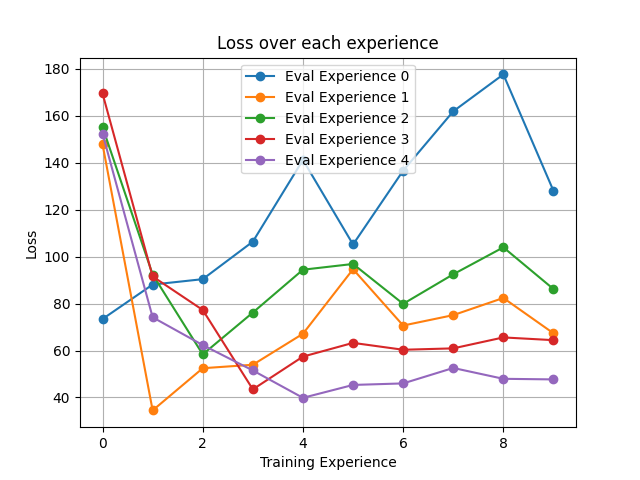 Loss over each experience
Eval Experience 0
Eval Experience 1
Eval Experience 2
Eval Experience 3
Eval Experience 4
180
160
140
120
100
80
60
40
Loss
0 2 4 6 8
Training Experience